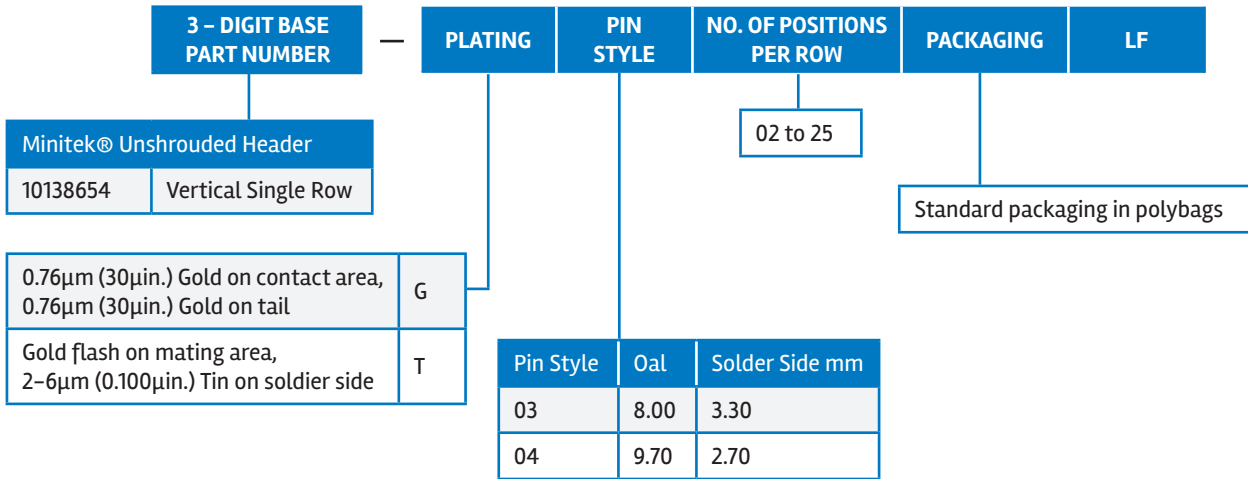 3 – DIGIT BASE
PART NUMBER
—
PLATING
PIN
STYLE
NO. OF POSITIONS
PER ROW
PACKAGING
LF
Minitek® Unshrouded Header
10138654 Vertical Single Row
02 to 25
Standard packaging in polybags
0.76µm (30µin.) Gold on contact area,
0.76µm (30µin.) Gold on tail
G
Gold flash on mating area,
2–6µm (0.100µin.) Tin on soldier side
T
Pin Style Oal Solder Side mm
03 8.00 3.30
04 9.70 2.70